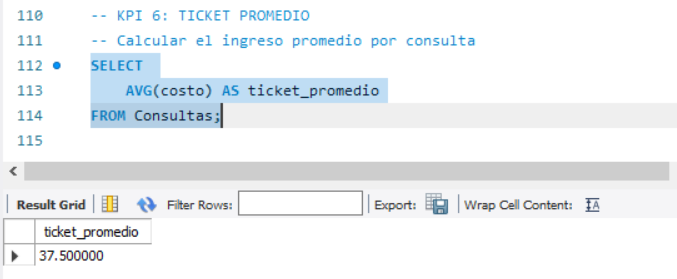 110 -- KPI 6: TICKET PROMEDIO
111 -- Calcular el ingreso promedio por consulta
112 SELECT
113 AVG(costo) AS ticket_promedio
114 FROM Consultas;
115
Result Grid Filter Rows: Export: Wrap Cell Content: IA
ticket_promedio
37.500000